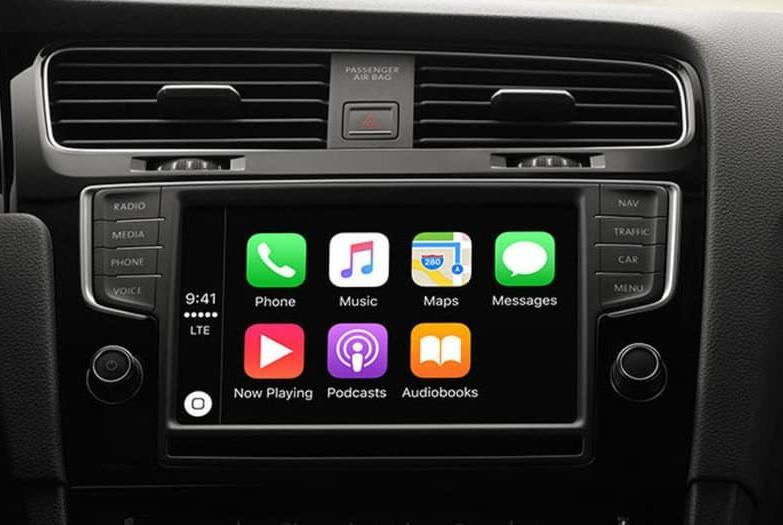 PASSENGER
AIR BAG
RADIO
MEDIA
PHONE
VOICE
NAV
TRAFFIC
CAR
MENU
9:41
LTE
280
Phone
Music
Maps
Messages
Now Playing
Podcasts
Audiobooks